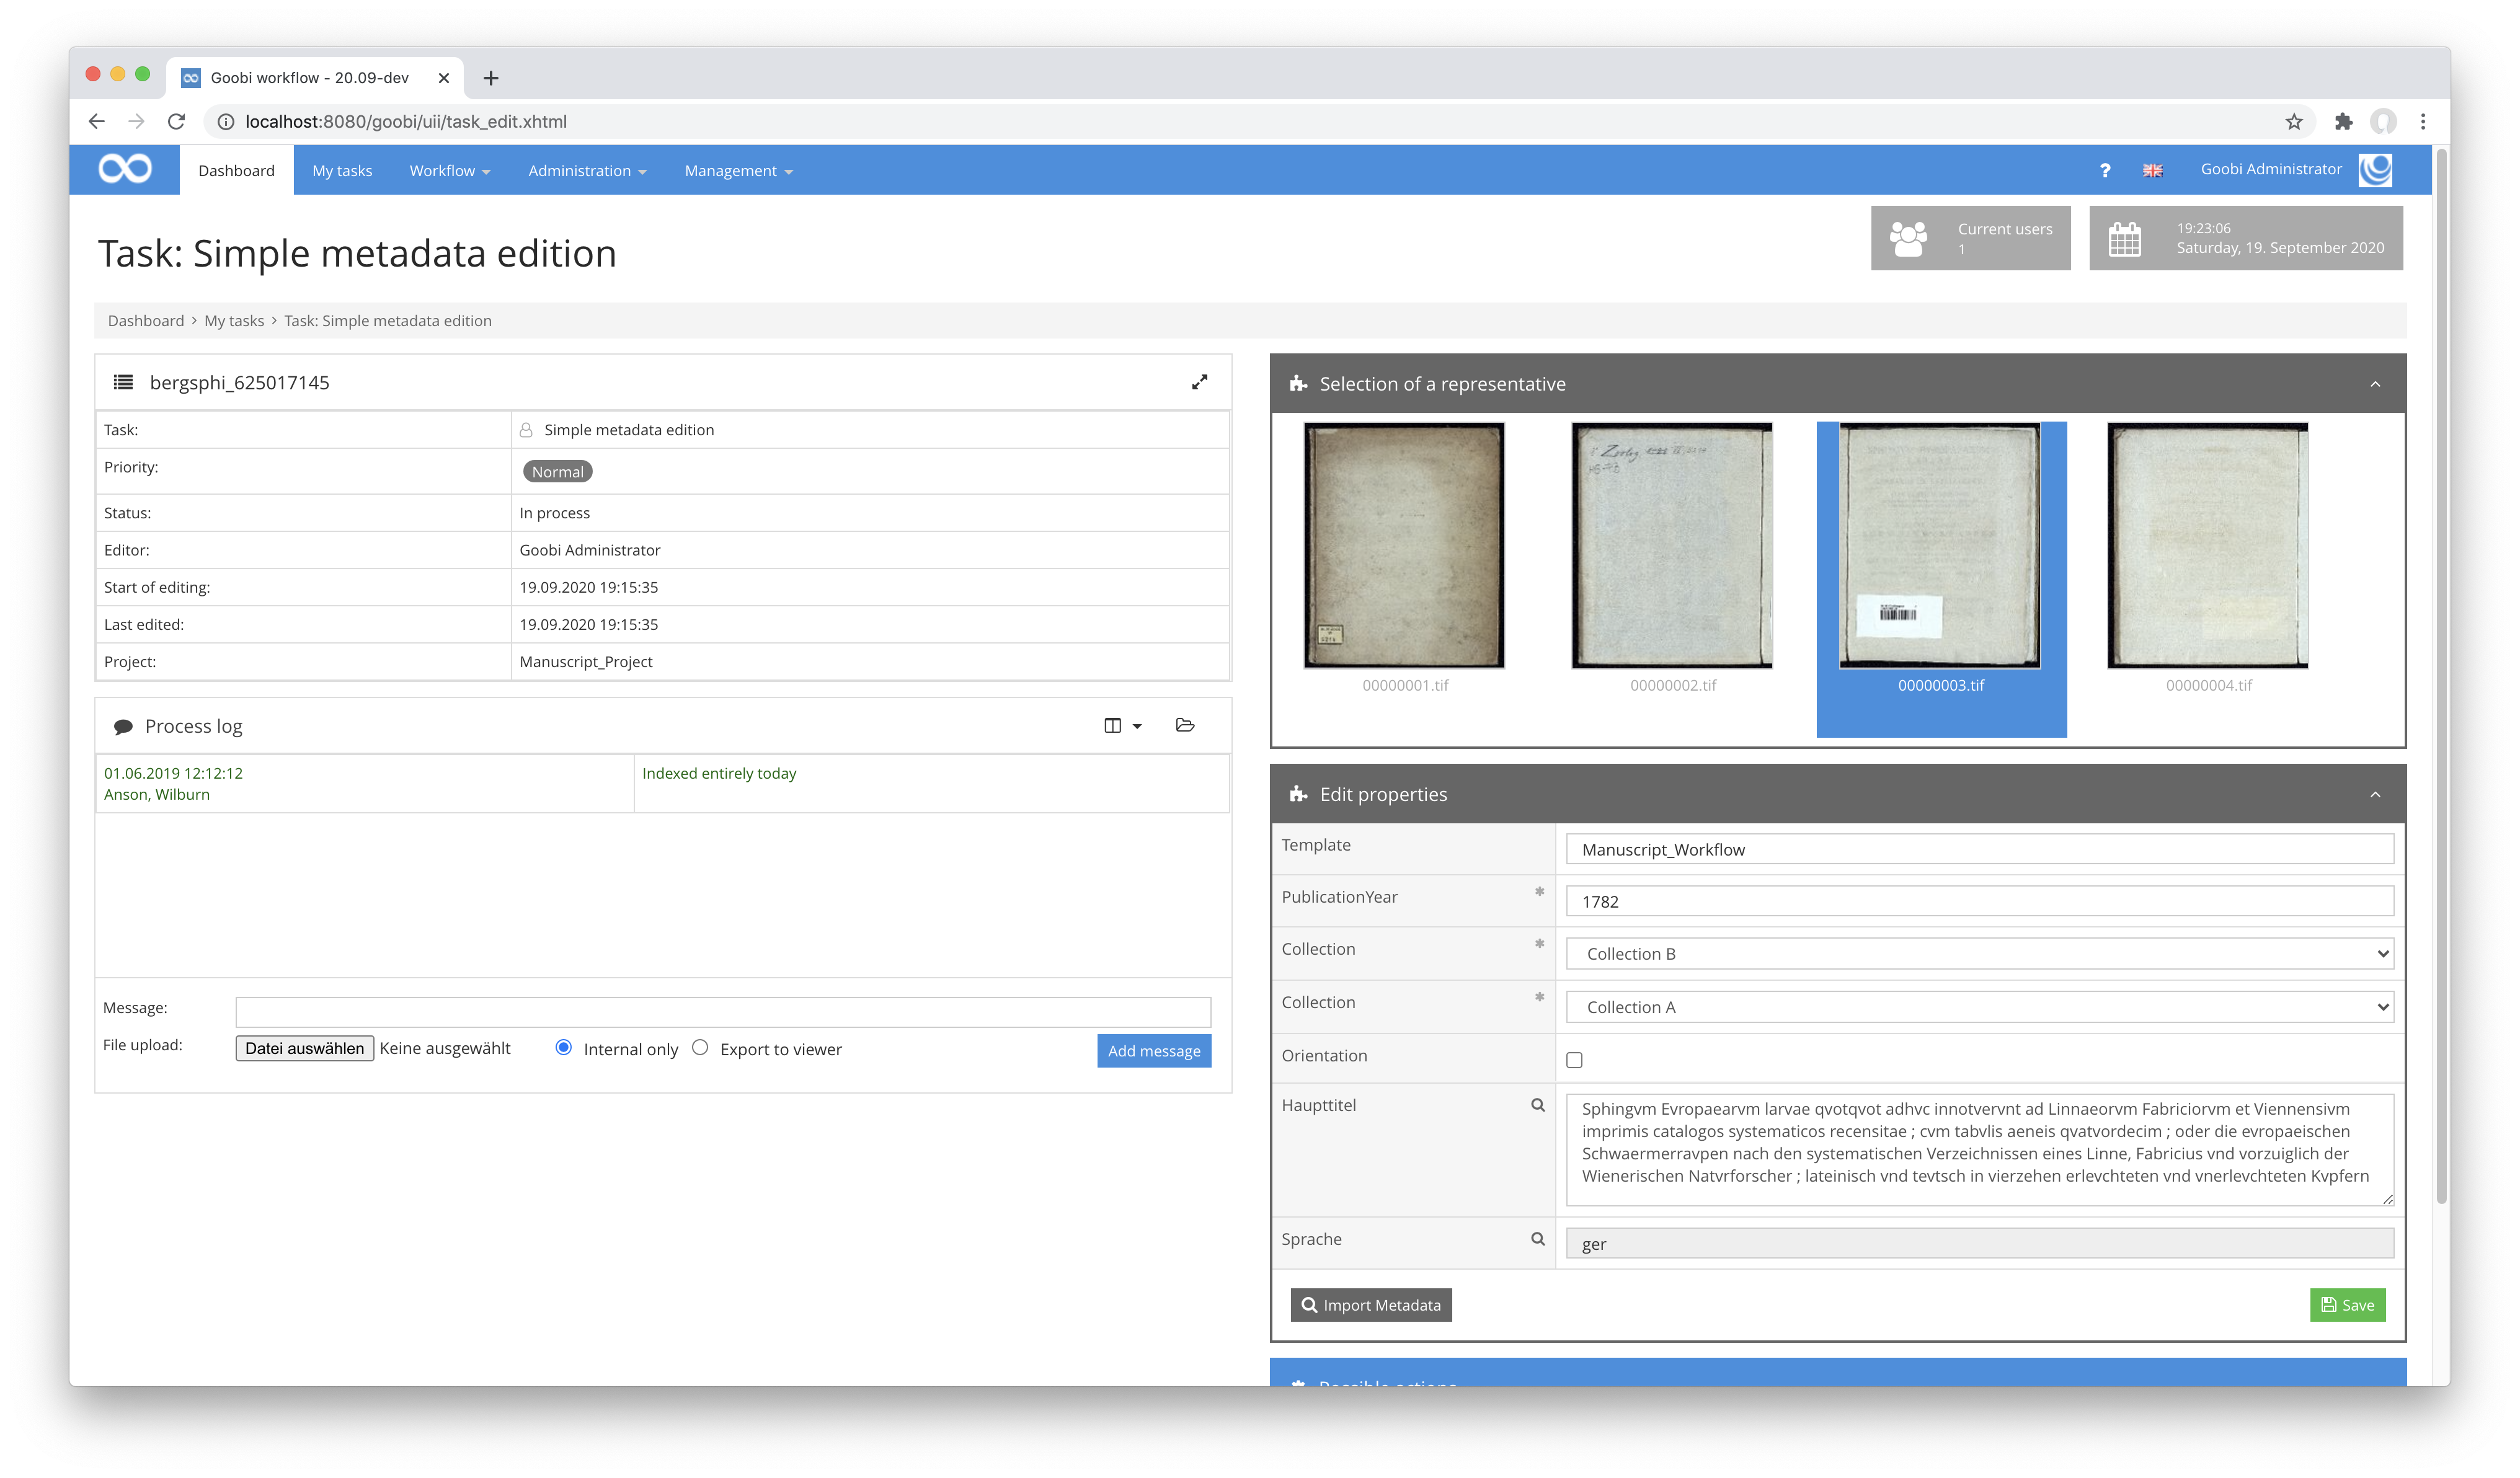 Goobi workflow - 20.09-dev
localhost:8080/goobi/uii/task_edit.xhtml
Dashboard
My tasks
Workflow
Administration
Management
?
Goobi Administrator
Task: Simple metadata edition
Current users
1
19:23:06
Saturday, 19. September 2020
Dashboard > My tasks > Task: Simple metadata edition
bergsphi_625017145
Task: Simple metadata edition
Priority: Normal
Status: In process
Editor: Goobi Administrator
Start of editing: 19.09.2020 19:15:35
Last edited: 19.09.2020 19:15:35
Project: Manuscript_Project
Process log
01.06.2019 12:12:12
Anson, Wilburn
Indexed entirely today
Message:
File upload: Datei auswählen Keine ausgewählt Internal only Export to viewer Add message
Selection of a representative
00000001.tif
00000002.tif
00000003.tif
00000004.tif
Edit properties
Template Manuscript_Workflow
PublicationYear * 1782
Collection * Collection B
Collection * Collection A
Orientation
Haupttitel
Sphingvm Evropaearvm larvae qvotqvot adhvc innotvervnt ad Linnaeorvm Fabriciorvm et Viennensivm
imprimis catalogos systematicos recensitae ; cvm tabvlis aeneis qvatvordecim ; oder die evropaeischen
Schwaermerravpen nach den systematischen Verzeichnissen eines Linne, Fabricius vnd vorzuiglich der
Wienerischen Natvrforscher ; lateinisch vnd tevtsch in vierzehen erlevchteten vnd vnerlevchteten Kvpfern
Sprache ger
Import Metadata
Save
Possible actions